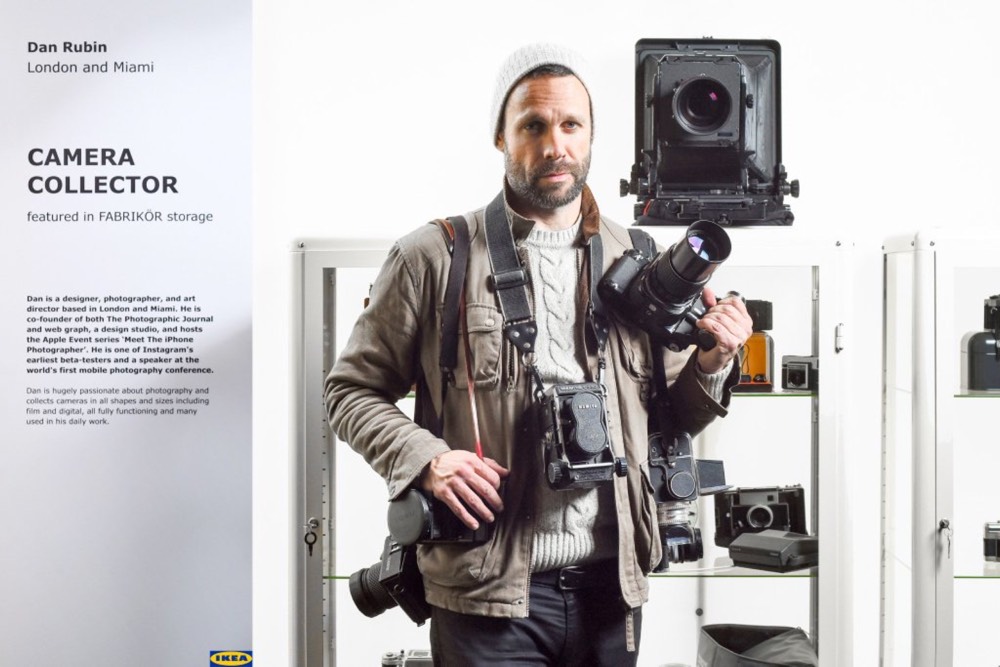 Dan Rubin
London and Miami
CAMERA
COLLECTOR
featured in FABRIKÖR storage
Dan is a designer, photographer, and art
director based in London and Miami. He is
co-founder of both The Photographic Journal
and web graph, a design studio, and hosts
the Apple Event series 'Meet The iPhone
Photographer'. He is one of Instagram's
earliest beta-testers and a speaker at the
world's first mobile photography conference.
Dan is hugely passionate about photography and
collects cameras in all shapes and sizes including
film and digital, all fully functioning and many
used in his daily work.
IKEA